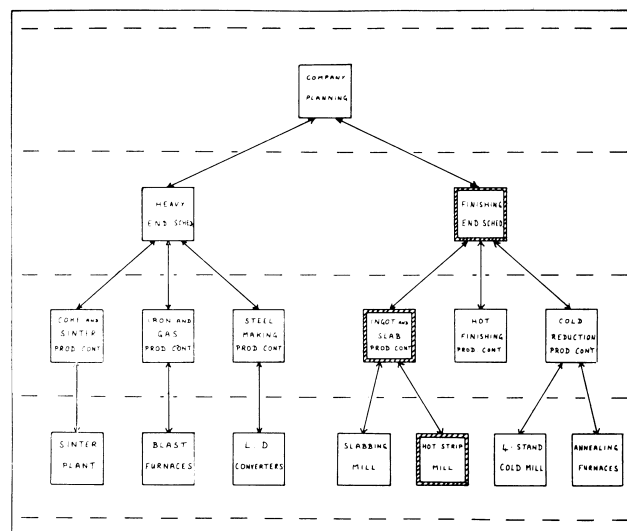 COMPANY
PLANNING
HEAVY
END SCHED
FINISHING
END SCHED
COKE AND
SINTER
PROD CONT
IRON AND
GAS
PROD CONT
STEEL
MAKING
PROD CONT
INGOT AND
SLAB
PROD CONT
HOT
FINISHING
PROD CONT
COLD
REDUCTION
PROD CONT
SINTER
PLANT
BLAST
FURNACES
L.D
CONVERTERS
SLABBING
MILL
HOT STRIP
MILL
4-STAND
COLD MILL
ANNEALING
FURNACES